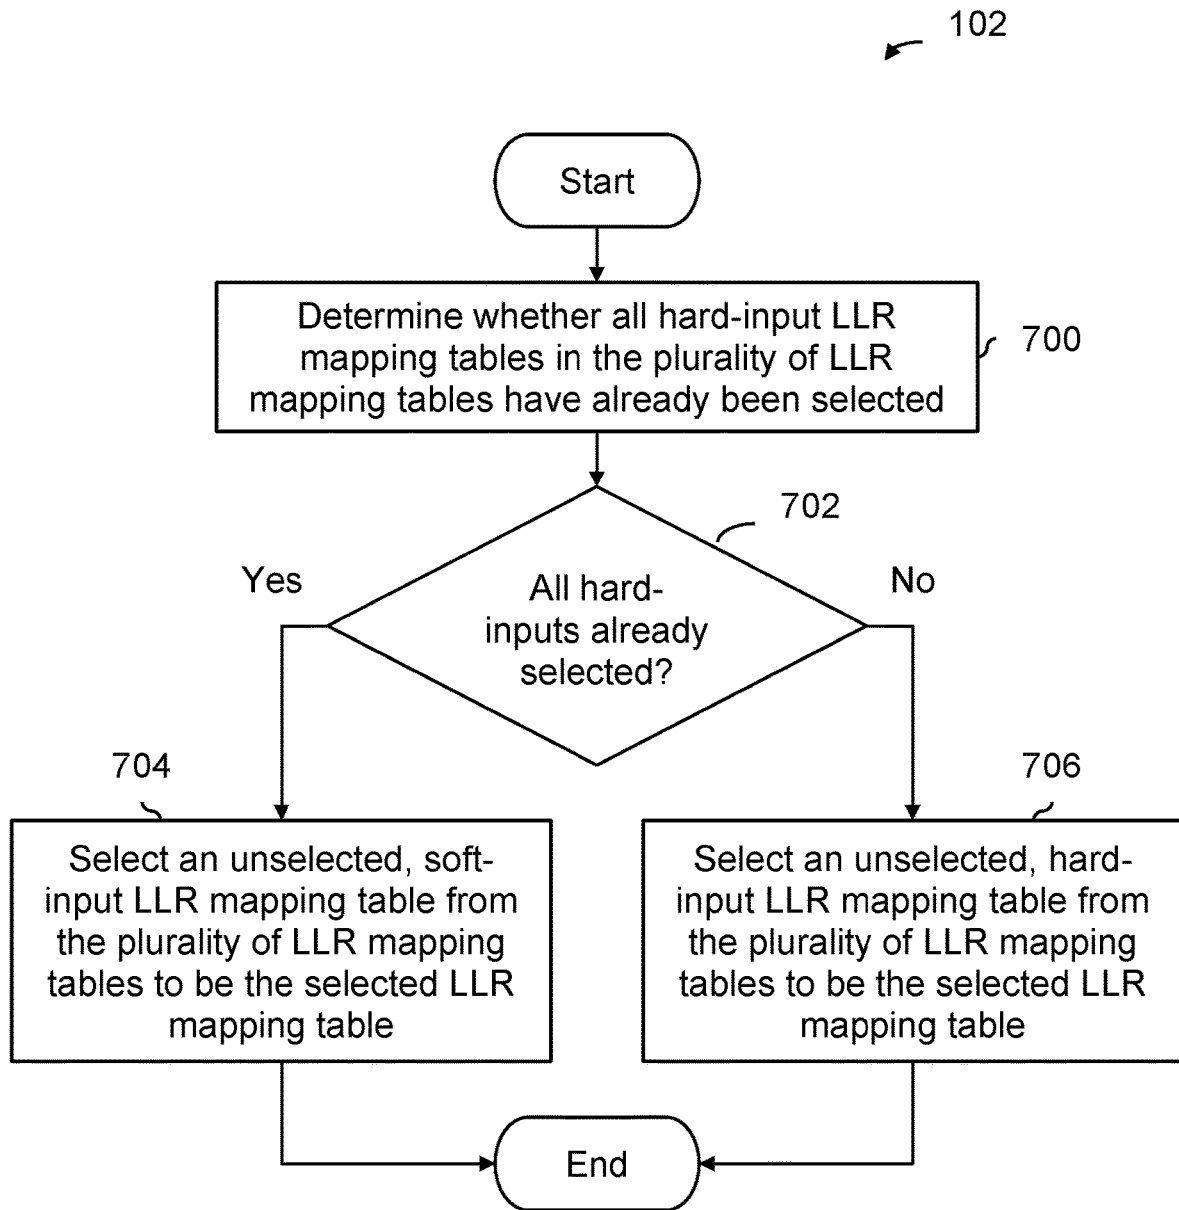 102
Start
Determine whether all hard-input LLR
mapping tables in the plurality of LLR
mapping tables have already been selected
700
702
Yes
No
All hard-
inputs already
selected?
704
706
Select an unselected, soft-
input LLR mapping table from
the plurality of LLR mapping
tables to be the selected LLR
mapping table
Select an unselected, hard-
input LLR mapping table from
the plurality of LLR mapping
tables to be the selected LLR
mapping table
End